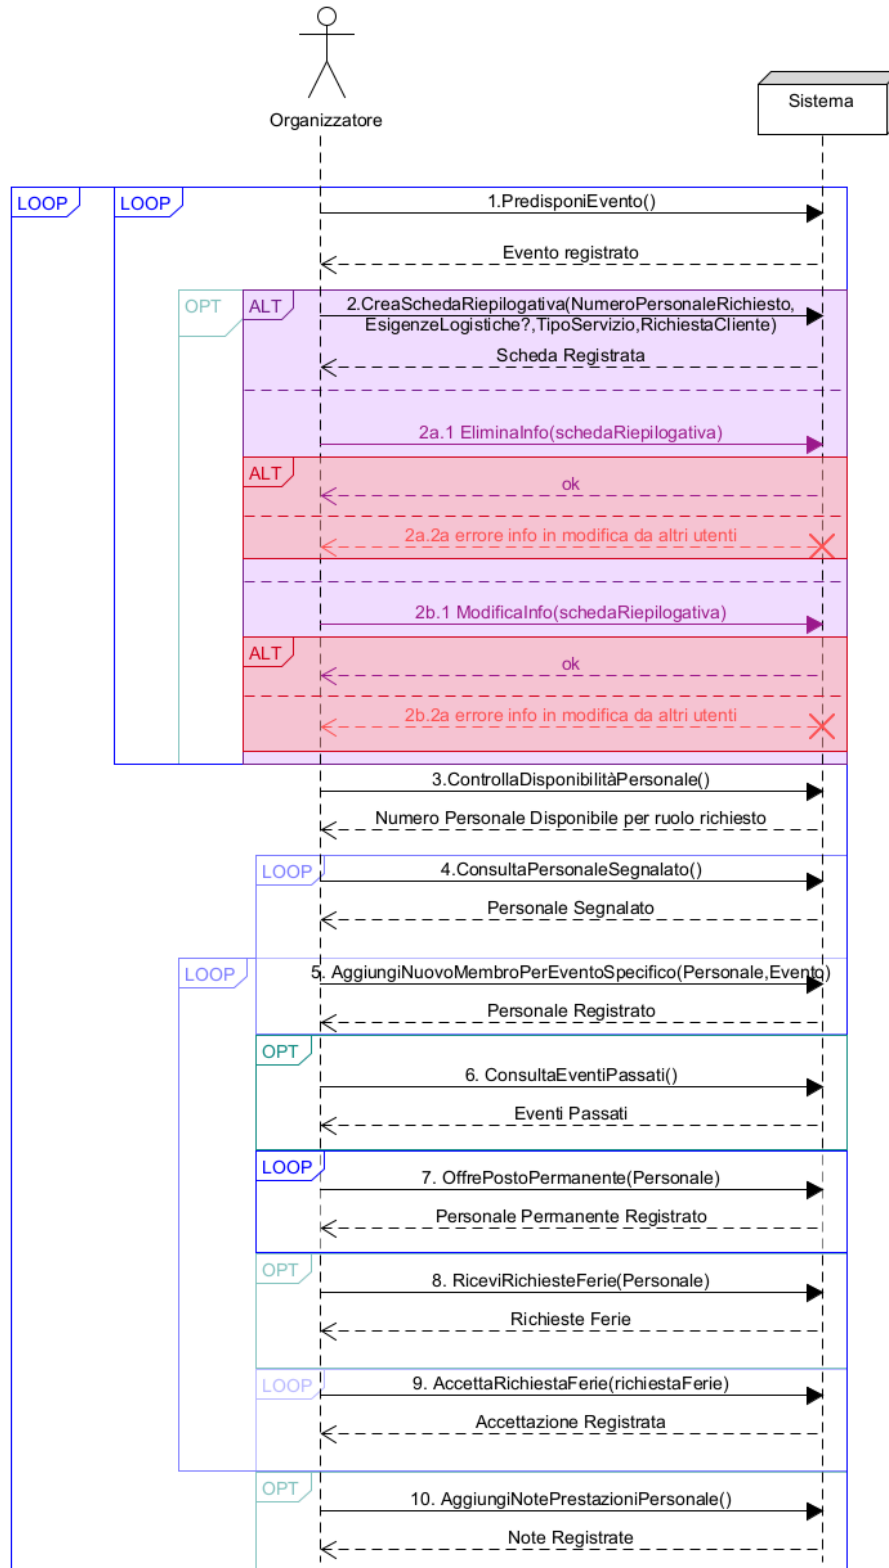 Organizzatore
Sistema
LOOP
LOOP
1.PredisponiEvento()
Evento registrato
OPT
ALT
2.CreaSchedaRiepilogativa(NumeroPersonaleRichiesto,
EsigenzeLogistiche?,TipoServizio,RichiestaCliente)
Scheda Registrata
2a.1 EliminaInfo(schedaRiepilogativa)
ALT
ok
2a.2a errore info in modifica da altri utenti
2b.1 ModificaInfo(schedaRiepilogativa)
ALT
ok
2b.2a errore info in modifica da altri utenti
3.ControllaDisponibilitàPersonale()
Numero Personale Disponibile per ruolo richiesto
LOOP
4.ConsultaPersonaleSegnalato()
Personale Segnalato
LOOP
5. AggiungiNuovoMembroPerEventoSpecifico(Personale,Evento)
Personale Registrato
OPT
6. ConsultaEventiPassati()
Eventi Passati
LOOP
7. OffrePostoPermanente(Personale)
Personale Permanente Registrato
OPT
8. RiceviRichiesteFerie(Personale)
Richieste Ferie
LOOP
9. AccettaRichiestaFerie(richiestaFerie)
Accettazione Registrata
OPT
10. AggiungiNotePrestazioniPersonale()
Note Registrate